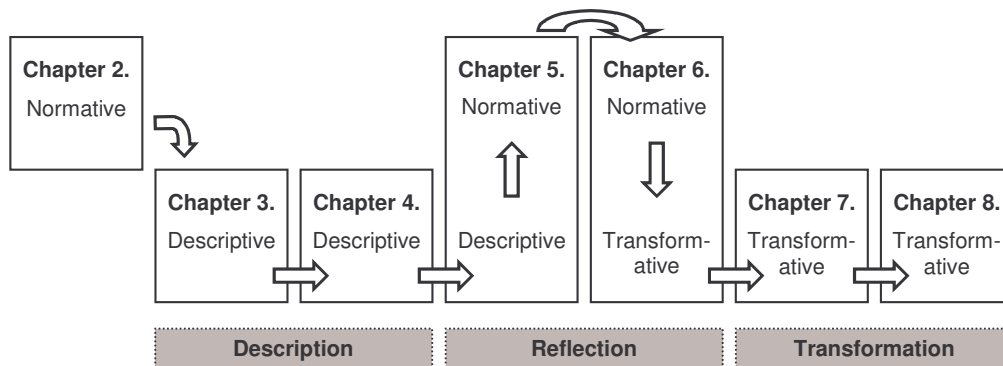 Chapter 2.
Normative
Chapter 3.
Descriptive
Chapter 4.
Descriptive
Chapter 5.
Normative
Descriptive
Chapter 6.
Normative
Transform-
ative
Chapter 7.
Transform-
ative
Chapter 8.
Transform-
ative
Description
Reflection
Transformation